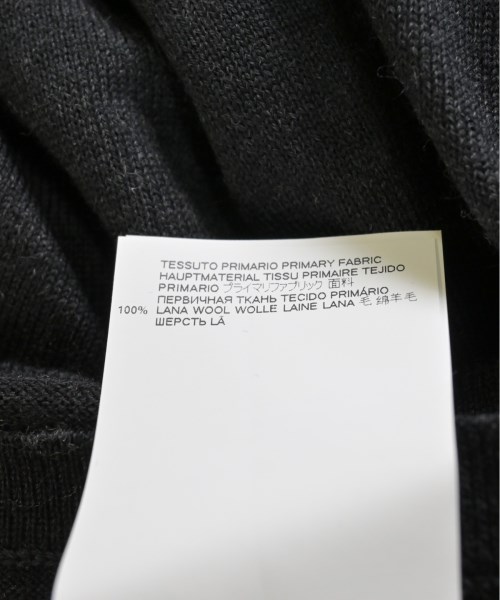 TESSUTO PRIMARIO PRIMARY FABRIC
HAUPTMATERIAL TISSU PRIMAIRE TEJIDO
PRIMARIO プライマリファブリック 面料
ПЕРВИЧНАЯ ТКАНЬ TECIDO PRIMÁRIO
100% LANA WOOL WOLLE LAINE LANA 毛 绵羊毛
ШЕРСТЬ LÃ